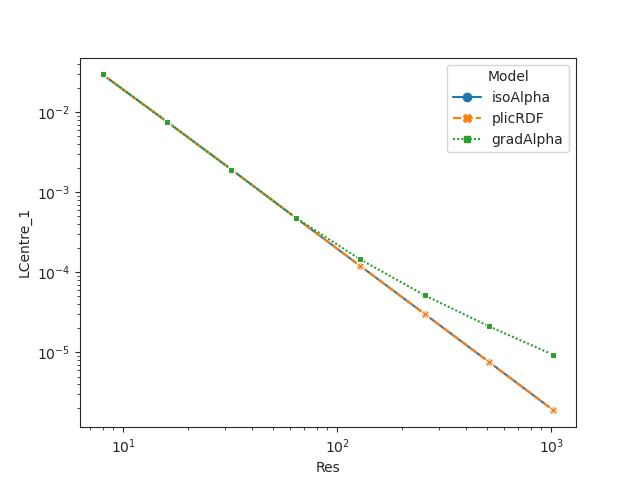 Model
isoAlpha
plicRDF
gradAlpha
10⁻²
10⁻³
10⁻⁴
10⁻⁵
LCentre_1
10¹
10²
10³
Res